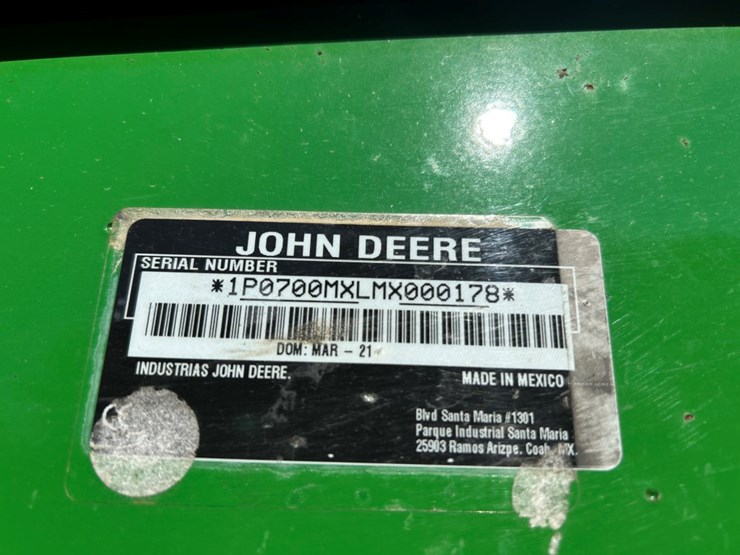 JOHN DEERE
SERIAL NUMBER
*1P0700MXLMX000178*
DOM: MAR - 21
INDUSTRIAS JOHN DEERE.
MADE IN MEXICO
Blvd Santa Maria #1301
Parque Industrial Santa Maria
25903 Ramos Arizpe. Coah. MX.